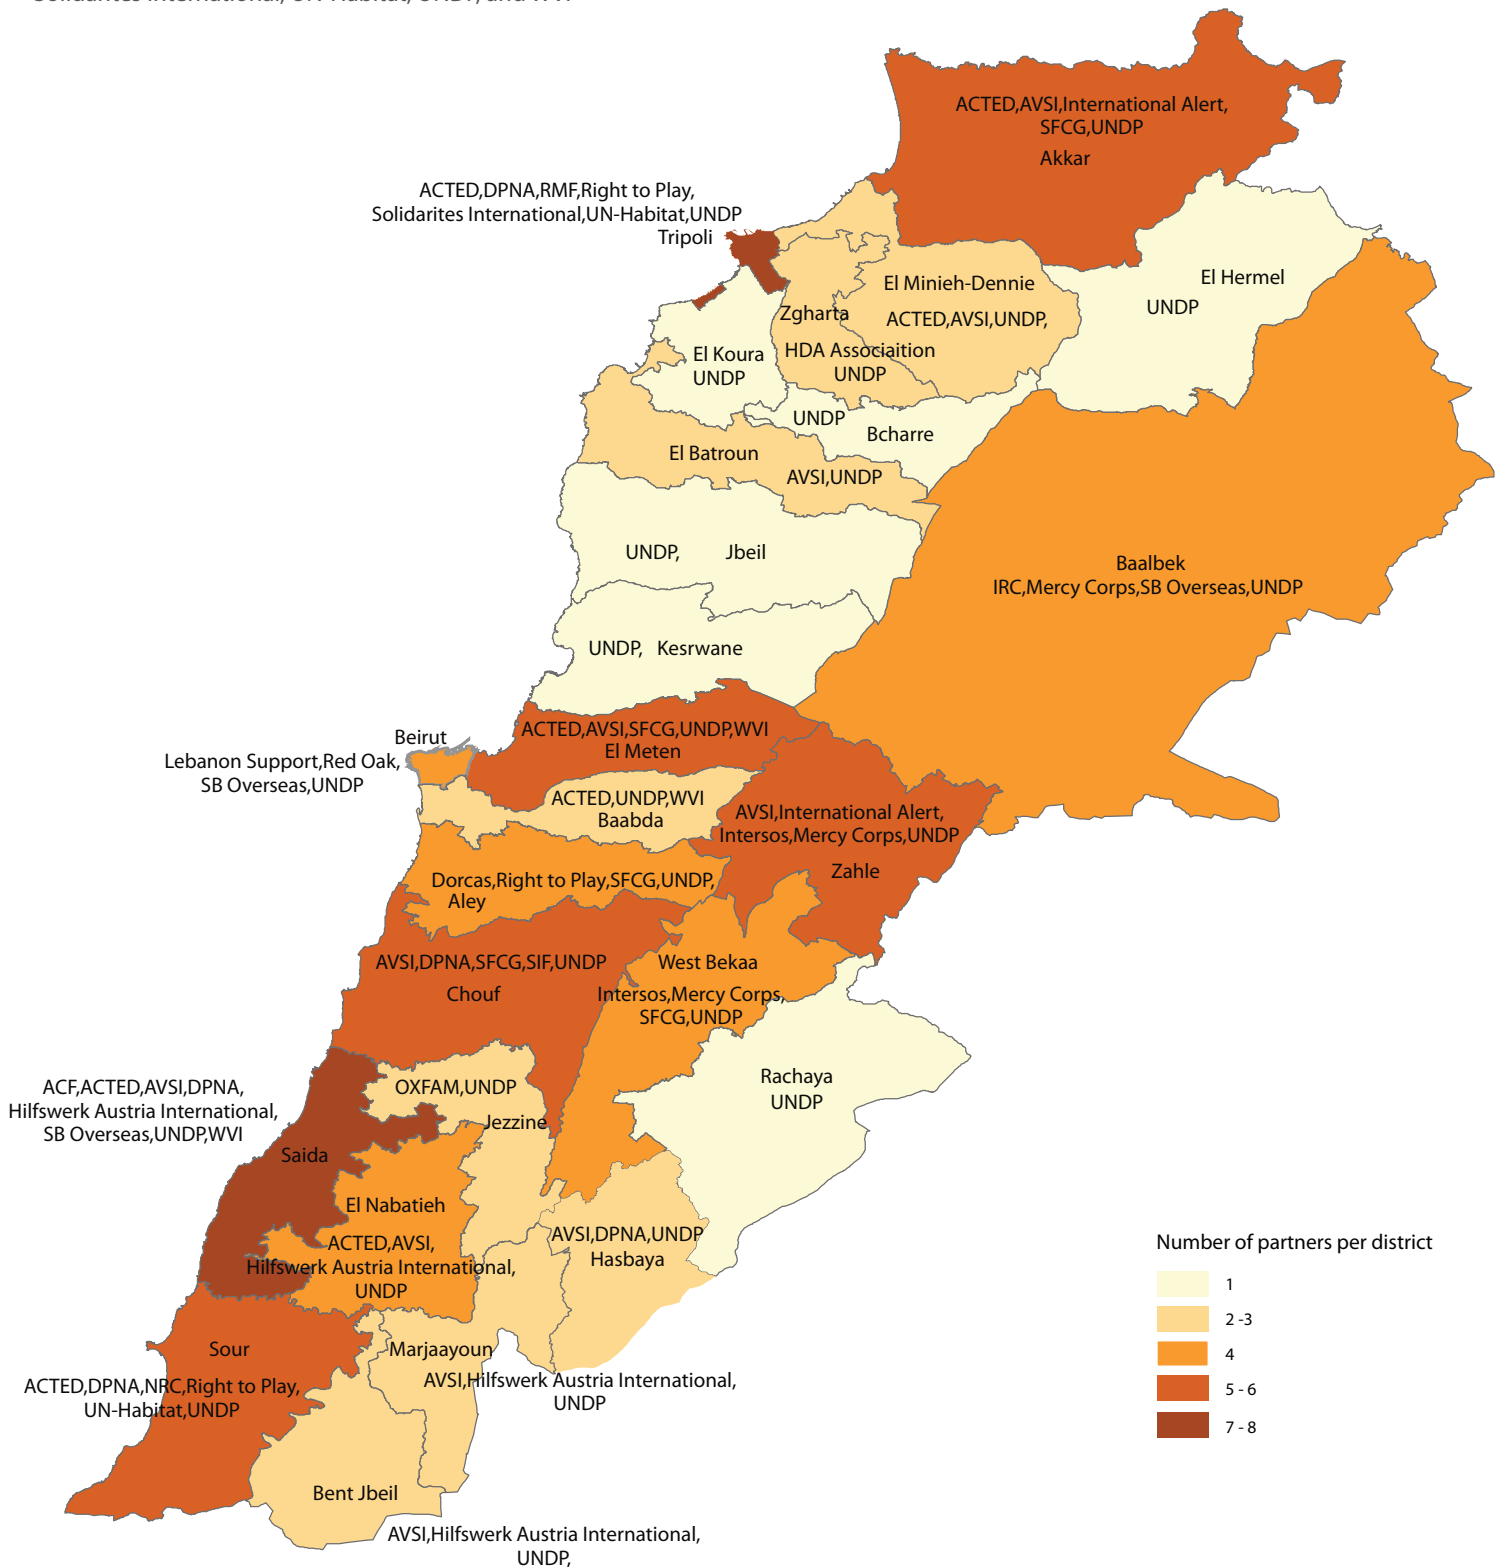 ACTED,AVSI,International Alert,
SFCG,UNDP
Akkar
ACTED,DPNA,RMF,Right to Play,
Solidarites International,UN-Habitat,UNDP
Tripoli
El Hermel
UNDP
El Minieh-Dennie
ACTED,AVSI,UNDP,
Zgharta
HDA Associaition
UNDP
El Koura
UNDP
UNDP
Bcharre
El Batroun
AVSI,UNDP
UNDP, Jbeil
Baalbek
IRC,Mercy Corps,SB Overseas,UNDP
UNDP, Kesrwane
ACTED,AVSI,SFCG,UNDP,WVI
El Meten
Beirut
Lebanon Support,Red Oak,
SB Overseas,UNDP
ACTED,UNDP,WVI
Baabda
AVSI,International Alert,
Intersos,Mercy Corps,UNDP
Zahle
Dorcas,Right to Play,SFCG,UNDP,
Aley
AVSI,DPNA,SFCG,SIF,UNDP
Chouf
West Bekaa
Intersos,Mercy Corps,
SFCG,UNDP
Rachaya
UNDP
ACF,ACTED,AVSI,DPNA,
Hilfswerk Austria International,
SB Overseas,UNDP,WVI
Saida
OXFAM,UNDP
Jezzine
El Nabatieh
ACTED,AVSI,
Hilfswerk Austria International,
UNDP
AVSI,DPNA,UNDP
Hasbaya
Sour
ACTED,DPNA,NRC,Right to Play,
UN-Habitat,UNDP
Marjaayoun
AVSI,Hilfswerk Austria International,
UNDP
Bent Jbeil
AVSI,Hilfswerk Austria International,
UNDP,
Number of partners per district
1
2 -3
4
5 - 6
7 - 8